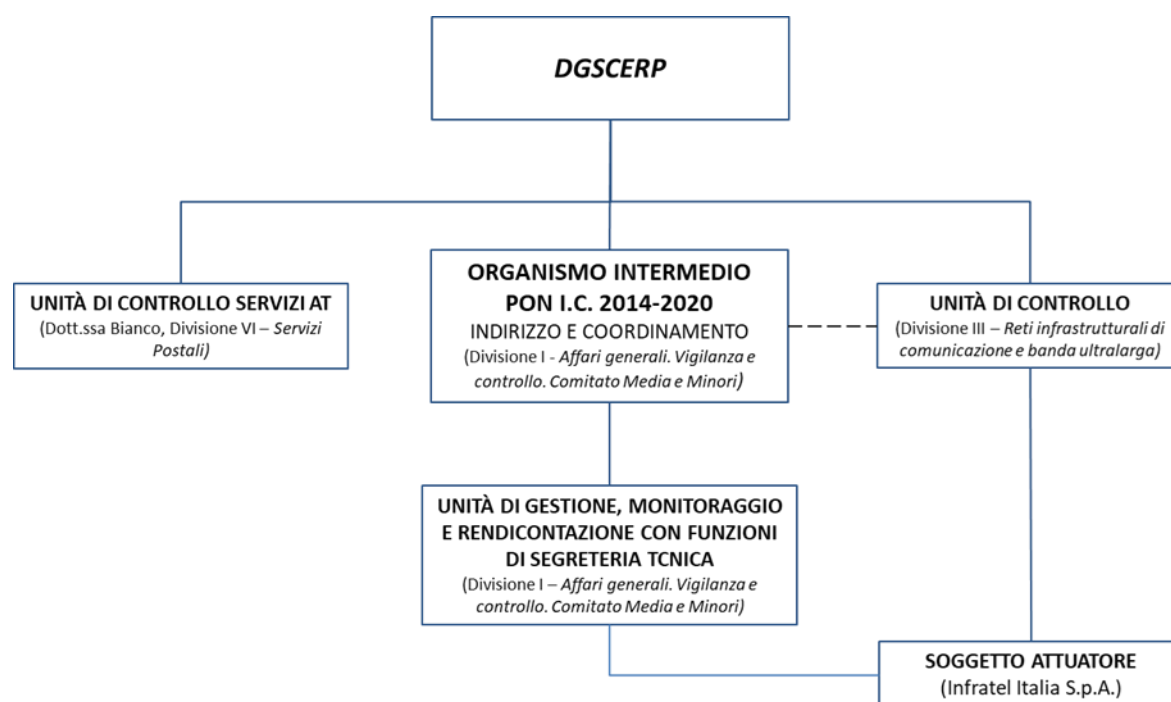 DGSCERP
UNITÀ DI CONTROLLO SERVIZI AT
(Dott.ssa Bianco, Divisione VI – Servizi
Postali)
ORGANISMO INTERMEDIO
PON I.C. 2014-2020
INDIRIZZO E COORDINAMENTO
(Divisione I - Affari generali. Vigilanza e
controllo. Comitato Media e Minori)
UNITÀ DI CONTROLLO
(Divisione III – Reti infrastrutturali di
comunicazione e banda ultralarga)
UNITÀ DI GESTIONE, MONITORAGGIO
E RENDICONTAZIONE CON FUNZIONI
DI SEGRETERIA TCNICA
(Divisione I – Affari generali. Vigilanza e
controllo. Comitato Media e Minori)
SOGGETTO ATTUATORE
(Infratel Italia S.p.A.)